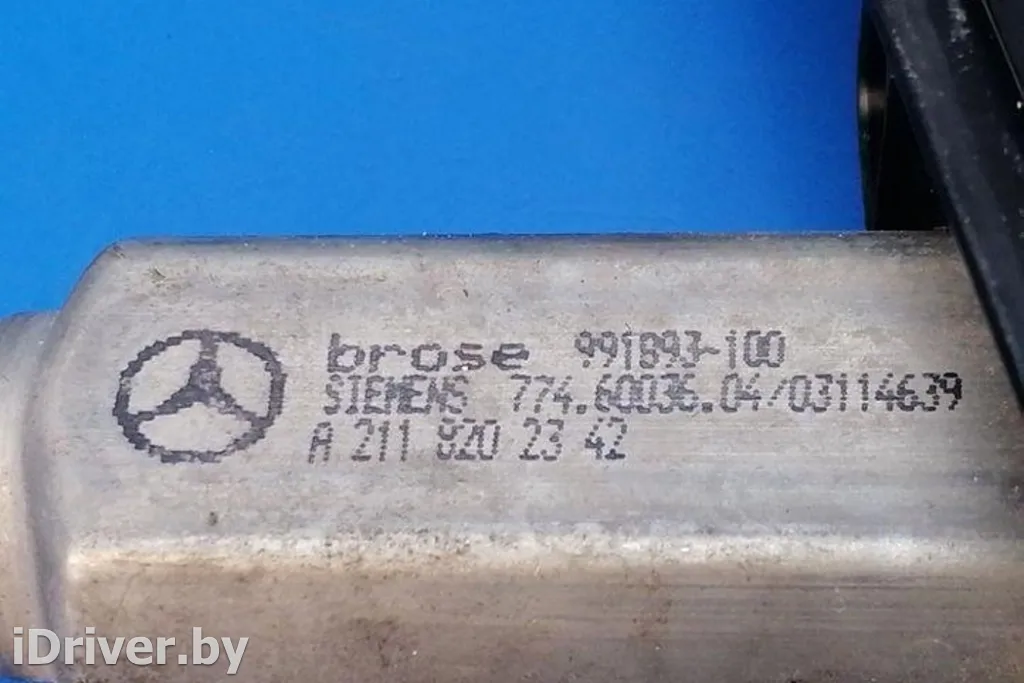 brose 991893-100
SIEMENS 774.60036.04/03114639
A 211 820 23 42
iDriver.by